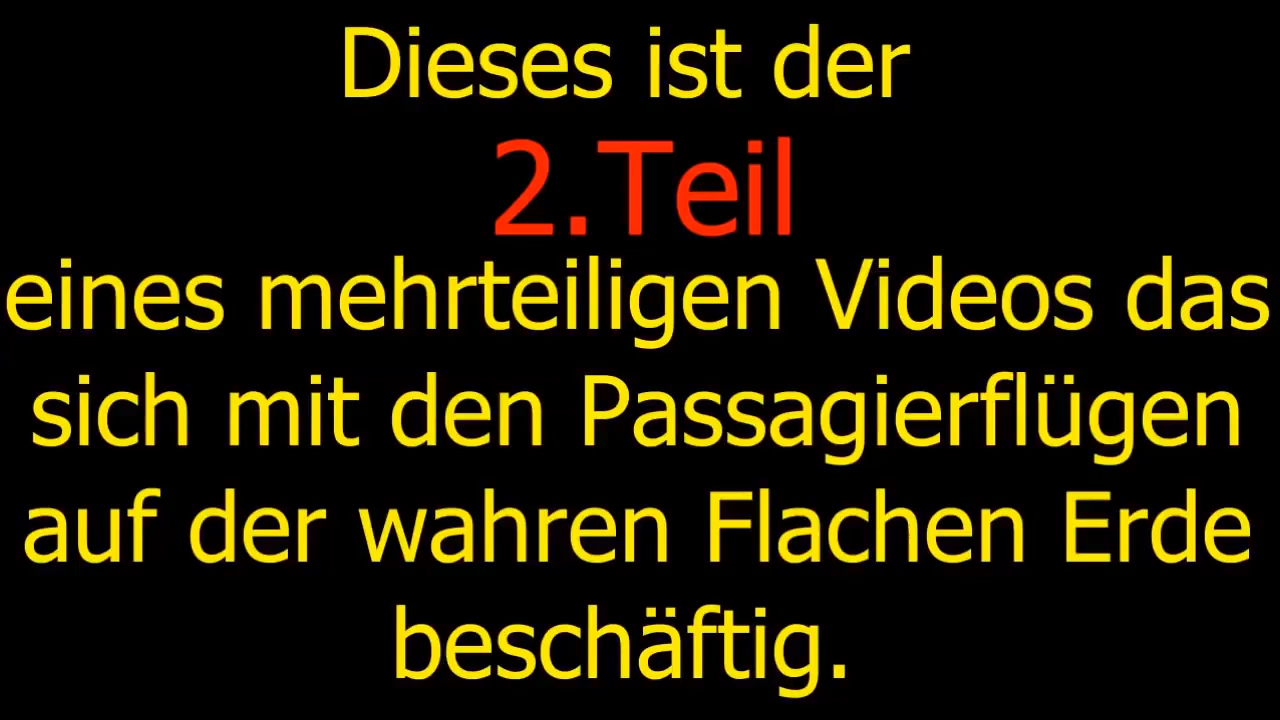 Dieses ist der
2.Teil
eines mehrteiligen Videos das
sich mit den Passagierflügen
auf der wahren Flachen Erde
beschäftig.